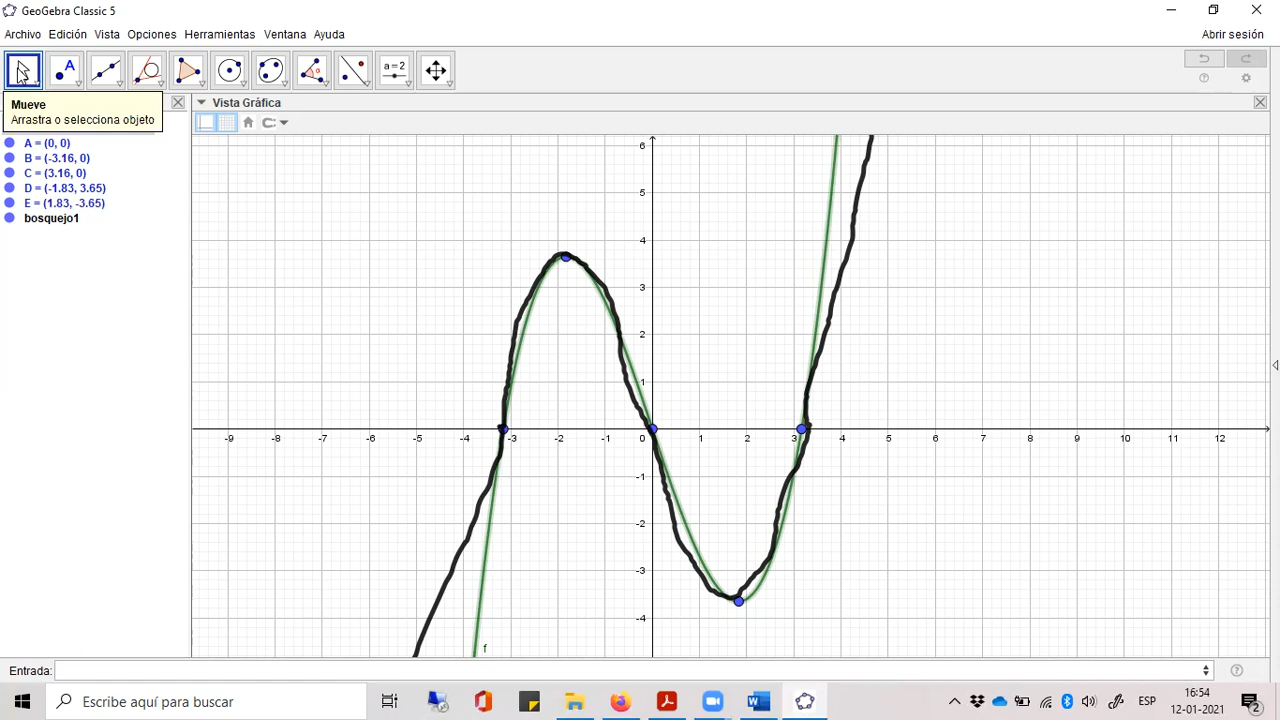 GeoGebra Classic 5
Archivo Edición Vista Opciones Herramientas Ventana Ayuda Abrir sesión
A
α
a=2
Mueve
Arrastra o selecciona objeto
Vista Gráfica
A = (0, 0)
B = (-3.16, 0)
C = (3.16, 0)
D = (-1.83, 3.65)
E = (1.83, -3.65)
bosquejo1
6
5
4
3
2
1
-9 -8 -7 -6 -5 -4 -3 -2 -1 0 1 2 3 4 5 6 7 8 9 10 11 12
-1
-2
-3
-4
f
Entrada:
Escribe aquí para buscar
ESP
16:54
12-01-2021
2